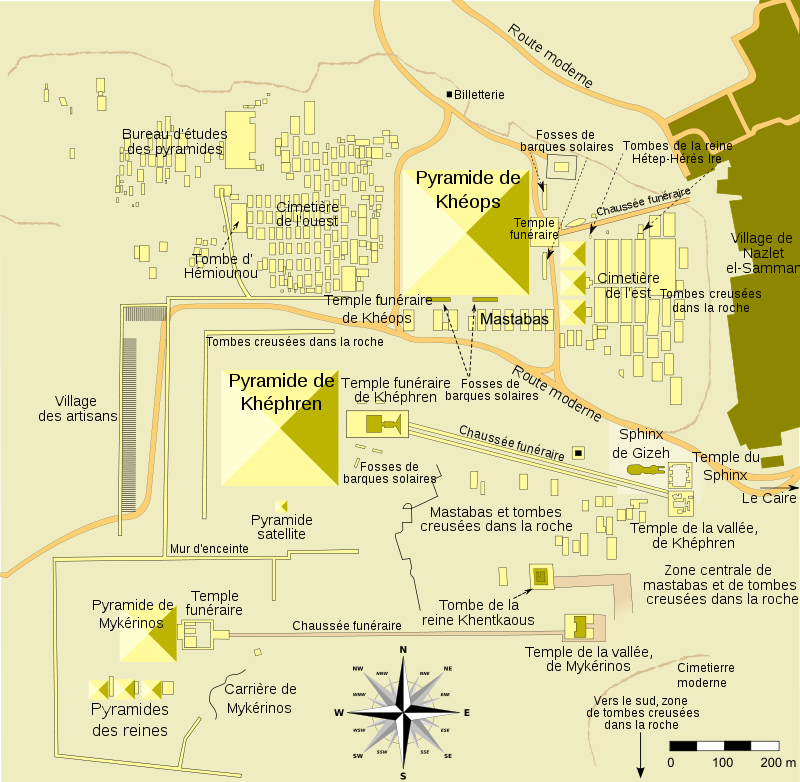 Route moderne
Billetterie
Bureau d'études
des pyramides
Fosses de
barques solaires
Tombes de la reine
Hétep-Hérès Ire
Pyramide de
Khéops
Chaussée funéraire
Cimetière
de l'ouest
Temple
funéraire
Village de
Nazlet
el-Samman
Tombe d'
Hémiounou
Cimetière
de l'est
Tombes creusées
dans la roche
Temple funéraire
de Khéops
Mastabas
Tombes creusées dans la roche
Pyramide de
Khéphren
Temple funéraire
de Khéphren
Fosses de
barques solaires
Route moderne
Village
des artisans
Chaussée funéraire
Sphinx
de Gizeh
Temple du
Sphinx
Fosses de
barques solaires
Le Caire
Pyramide
satellite
Mastabas et tombes
creusées dans la roche
Temple de la vallée,
de Khéphren
Mur d'enceinte
Zone centrale de
mastabas et de tombes
creusées dans la roche
Pyramide de
Mykérinos
Temple
funéraire
Tombe de la
reine Khentkaous
Chaussée funéraire
Temple de la vallée,
de Mykérinos
Cimetierre
moderne
Carrière de
Mykérinos
Pyramides
des reines
Vers le sud, zone
de tombes creusées
dans la roche
N
NNW
NNE
NW
NE
WNW
ENE
W
E
WSW
ESE
SW
SE
SSW
SSE
S
0
100
200 m